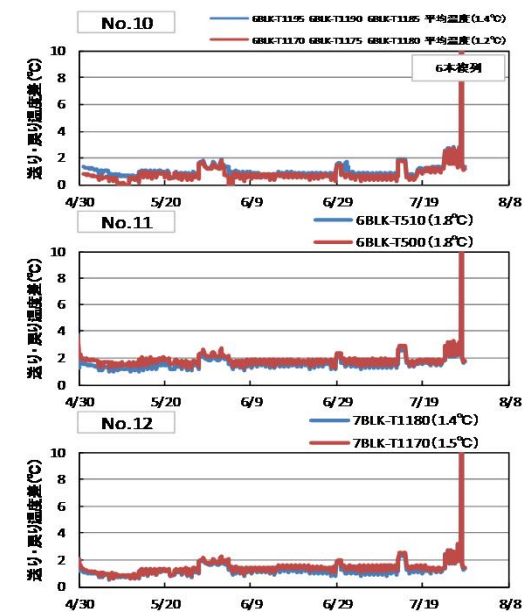 No.10
6BLK-T1195 6BLK-T1190 6BLK-T1185 平均温度(1.4℃)
6BLK-T1170 6BLK-T1175 6BLK-T1180 平均温度(1.2℃)
6本複列
送り・戻り温度差(℃)
10
8
6
4
2
0
4/30 5/20 6/9 6/29 7/19 8/8
No.11
6BLK-T510(1.8℃)
6BLK-T500(1.8℃)
送り・戻り温度差(℃)
10
8
6
4
2
0
4/30 5/20 6/9 6/29 7/19 8/8
No.12
7BLK-T1180(1.4℃)
7BLK-T1170(1.5℃)
送り・戻り温度差(℃)
10
8
6
4
2
0
4/30 5/20 6/9 6/29 7/19 8/8